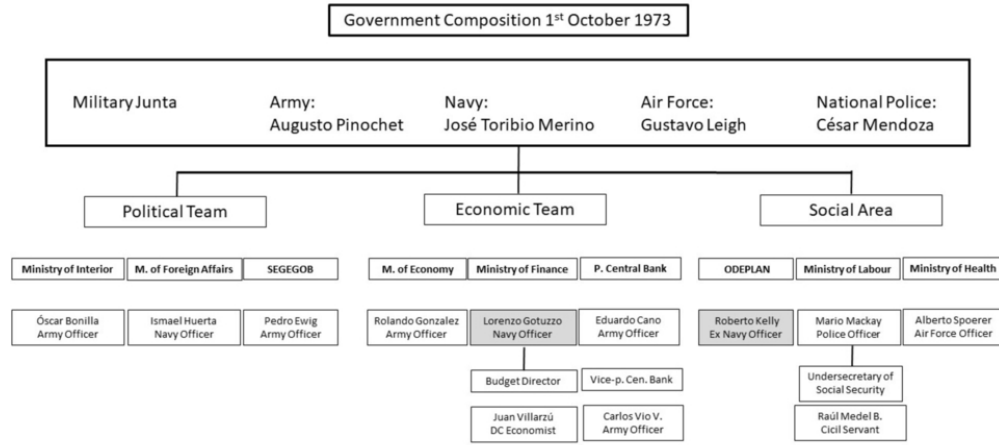 Government Composition 1st October 1973
Military Junta
Army:
Augusto Pinochet
Navy:
José Toribio Merino
Air Force:
Gustavo Leigh
National Police:
César Mendoza
Political Team
Economic Team
Social Area
Ministry of Interior
M. of Foreign Affairs
SEGEGOB
M. of Economy
Ministry of Finance
P. Central Bank
ODEPLAN
Ministry of Labour
Ministry of Health
Óscar Bonilla
Army Officer
Ismael Huerta
Navy Officer
Pedro Ewig
Army Officer
Rolando Gonzalez
Army Officer
Lorenzo Gotuzzo
Navy Officer
Eduardo Cano
Army Officer
Roberto Kelly
Ex Navy Officer
Mario Mackay
Police Officer
Alberto Spoerer
Air Force Officer
Budget Director
Vice-p. Cen. Bank
Undersecretary of
Social Security
Juan Villarzú
DC Economist
Carlos Vio V.
Army Officer
Raúl Medel B.
Cicil Servant